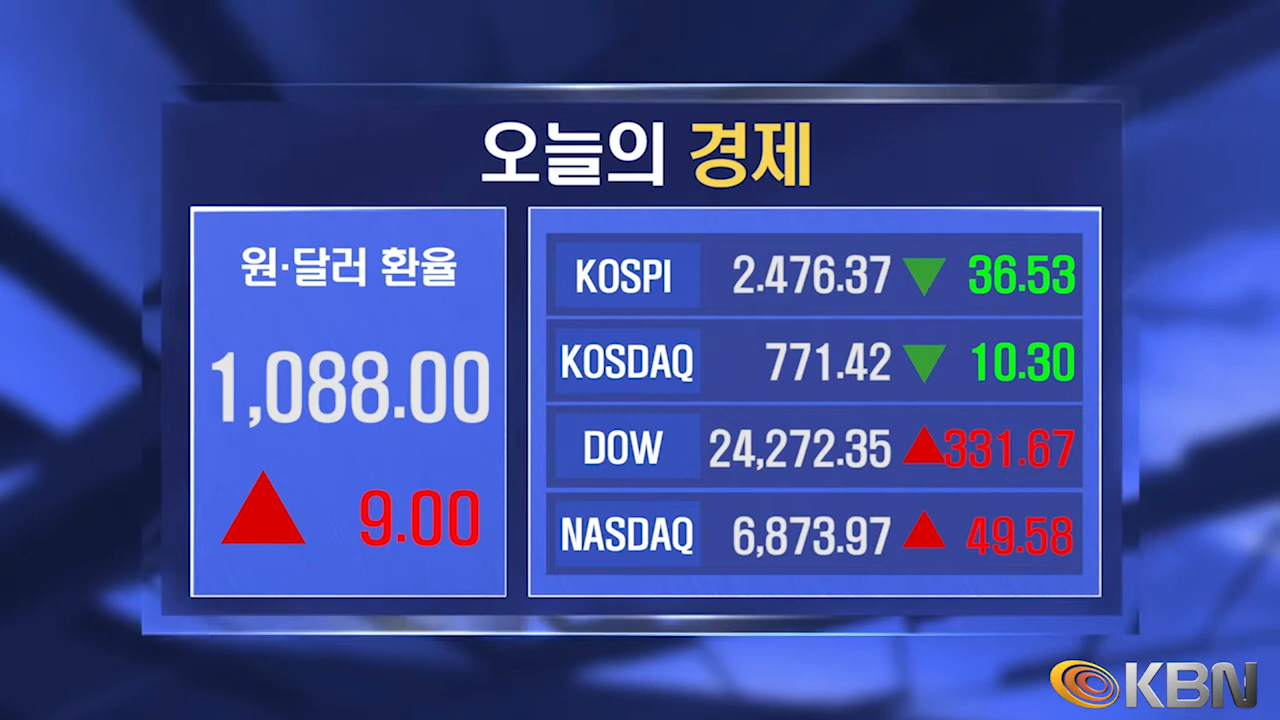 오늘의 경제
원·달러 환율
1,088.00
▲ 9.00
KOSPI 2.476.37 ▼ 36.53
KOSDAQ 771.42 ▼ 10.30
DOW 24,272.35 ▲ 331.67
NASDAQ 6,873.97 ▲ 49.58
KBN